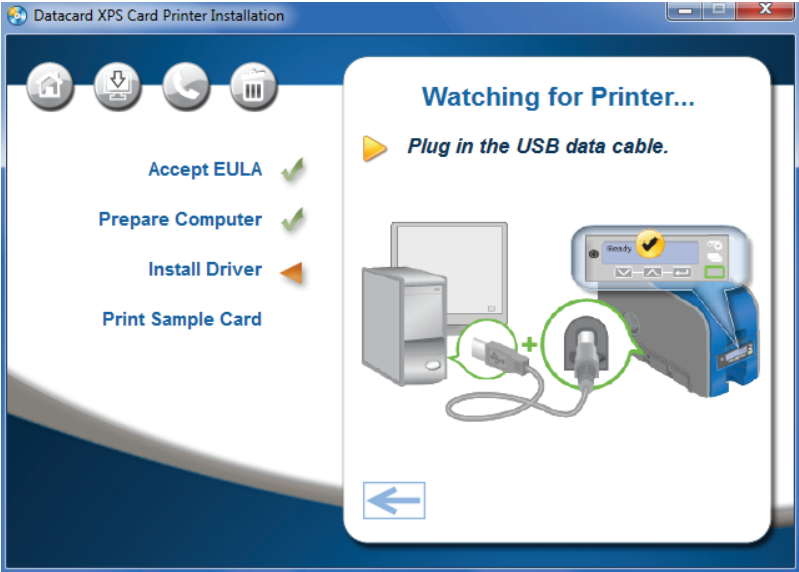 Datacard XPS Card Printer Installation
Watching for Printer...
Plug in the USB data cable.
Accept EULA
Prepare Computer
Install Driver
Print Sample Card
Ready
+